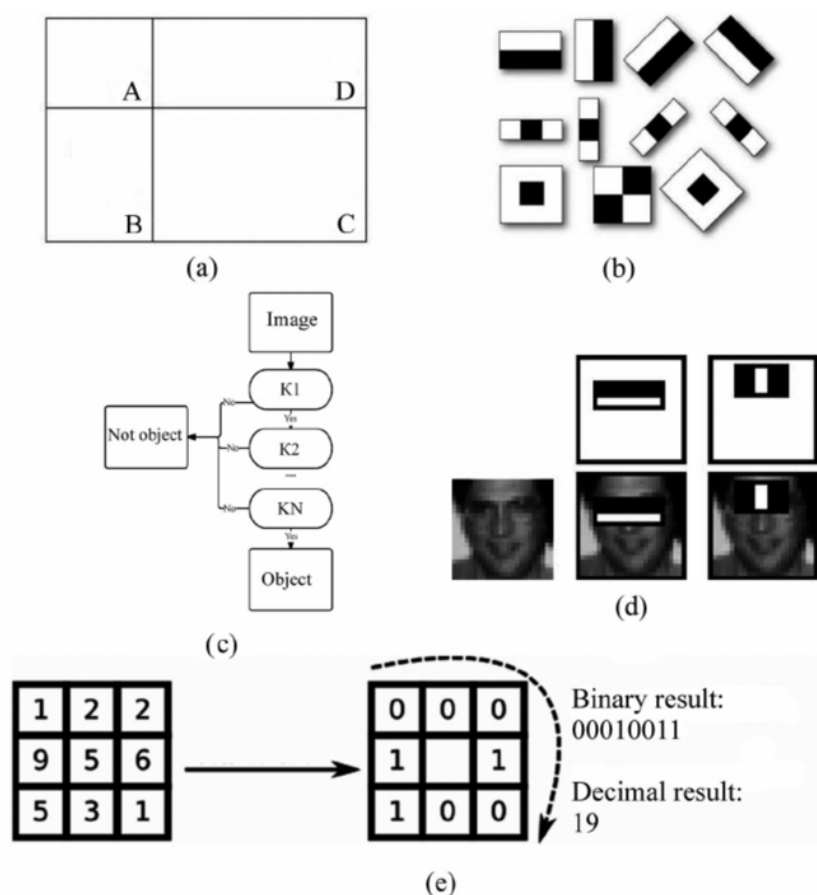 A D
B C
(a)
(b)
Image
K1
No
Yes
Not object
No
K2
No
KN
Yes
Object
(c)
(d)
1 2 2
9 5 6
5 3 1
0 0 0
1 1
1 0 0
Binary result:
00010011
Decimal result:
19
(e)